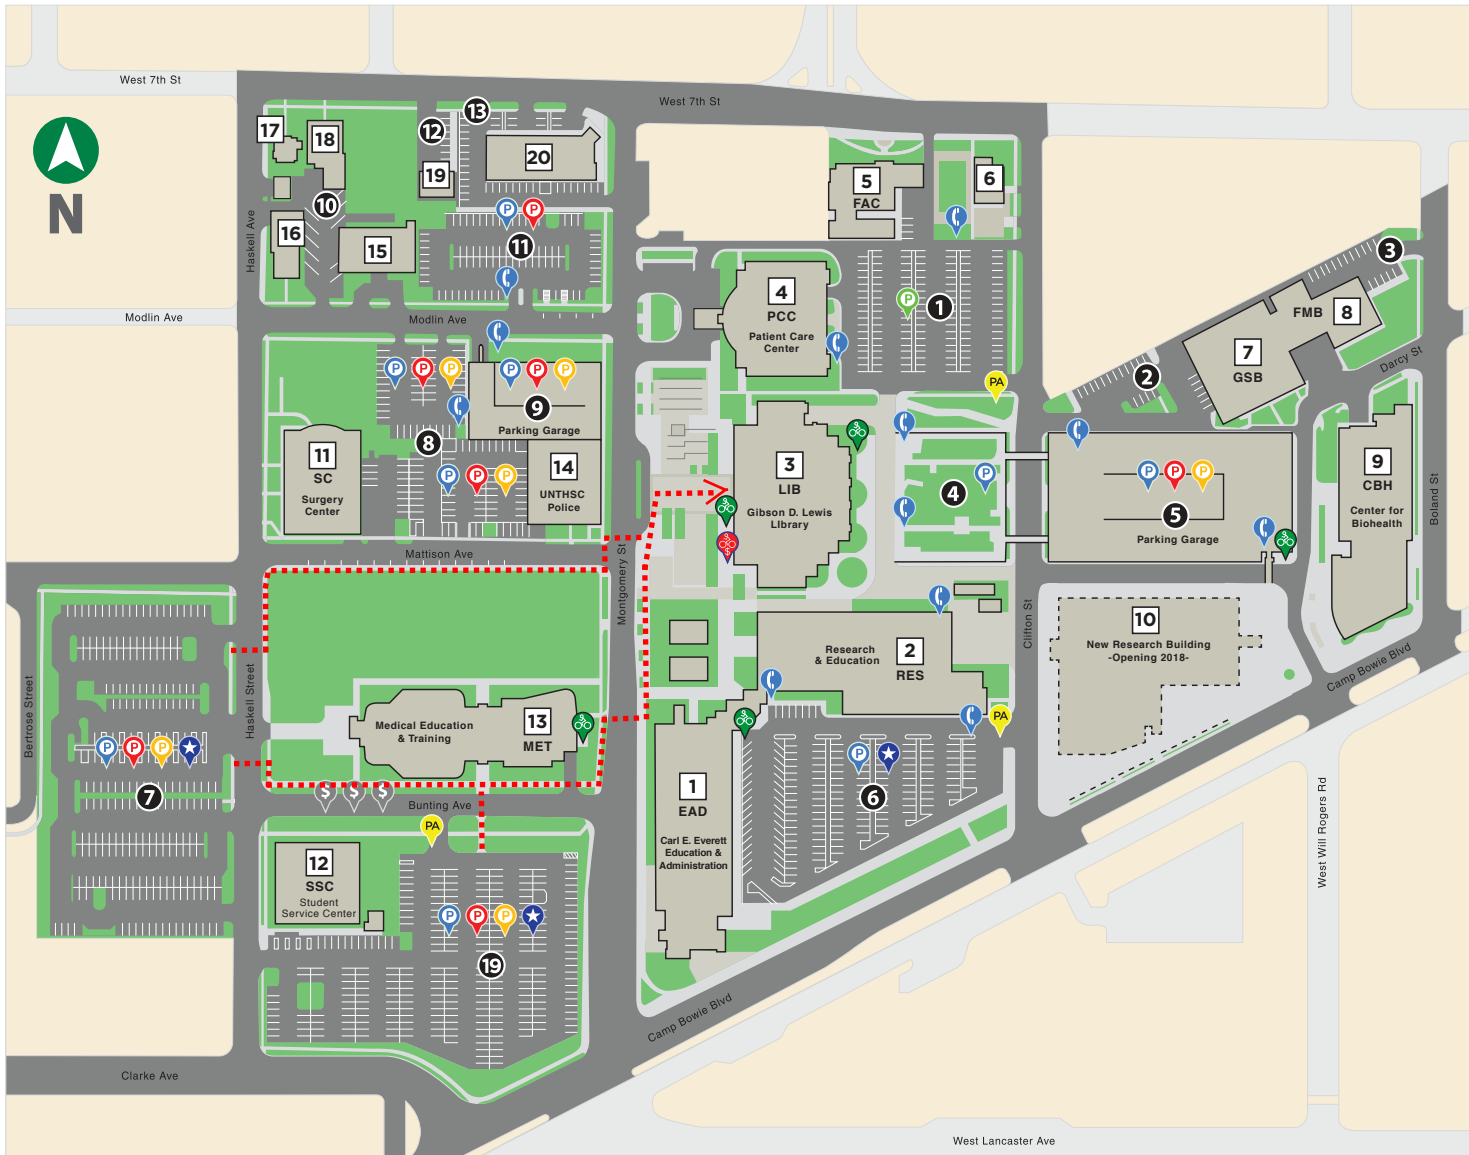 West 7th St
West 7th St
N
17
18
12
13
19
20
10
16
15
11
P
P
Haskell Ave
5
FAC
6
4
PCC
Patient Care
Center
P
1
3
FMB
8
7
GSB
2
Darcy St
Modlin Ave
Modlin Ave
P
P
P
P
P
P
9
Parking Garage
8
11
SC
Surgery
Center
P
P
P
14
UNTHSC
Police
PA
3
LIB
Gibson D. Lewis
LIbrary
P
4
P
P
P
5
Parking Garage
9
CBH
Center for
Biohealth
Boland St
Mattison Ave
Montgomery St
Clifton St
10
New Research Building
-Opening 2018-
Camp Bowie Blvd
2
RES
Research
& Education
PA
Bertrose Street
Haskell Street
P
P
P
7
Medical Education
& Training
13
MET
$
$
$
Bunting Ave
PA
1
EAD
Carl E. Everett
Education &
Administration
P
6
12
SSC
Student
Service Center
P
P
P
19
West Will Rogers Rd
Camp Bowie Blvd
Clarke Ave
West Lancaster Ave